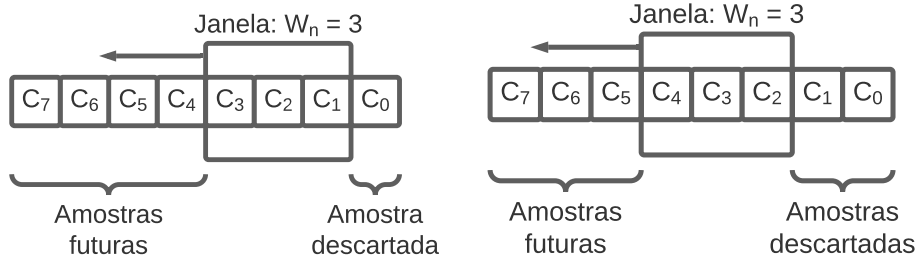 Janela: Wₙ = 3
C₇ C₆ C₅ C₄ C₃ C₂ C₁ C₀
Amostras
futuras
Amostra
descartada
Janela: Wₙ = 3
C₇ C₆ C₅ C₄ C₃ C₂ C₁ C₀
Amostras
futuras
Amostras
descartadas